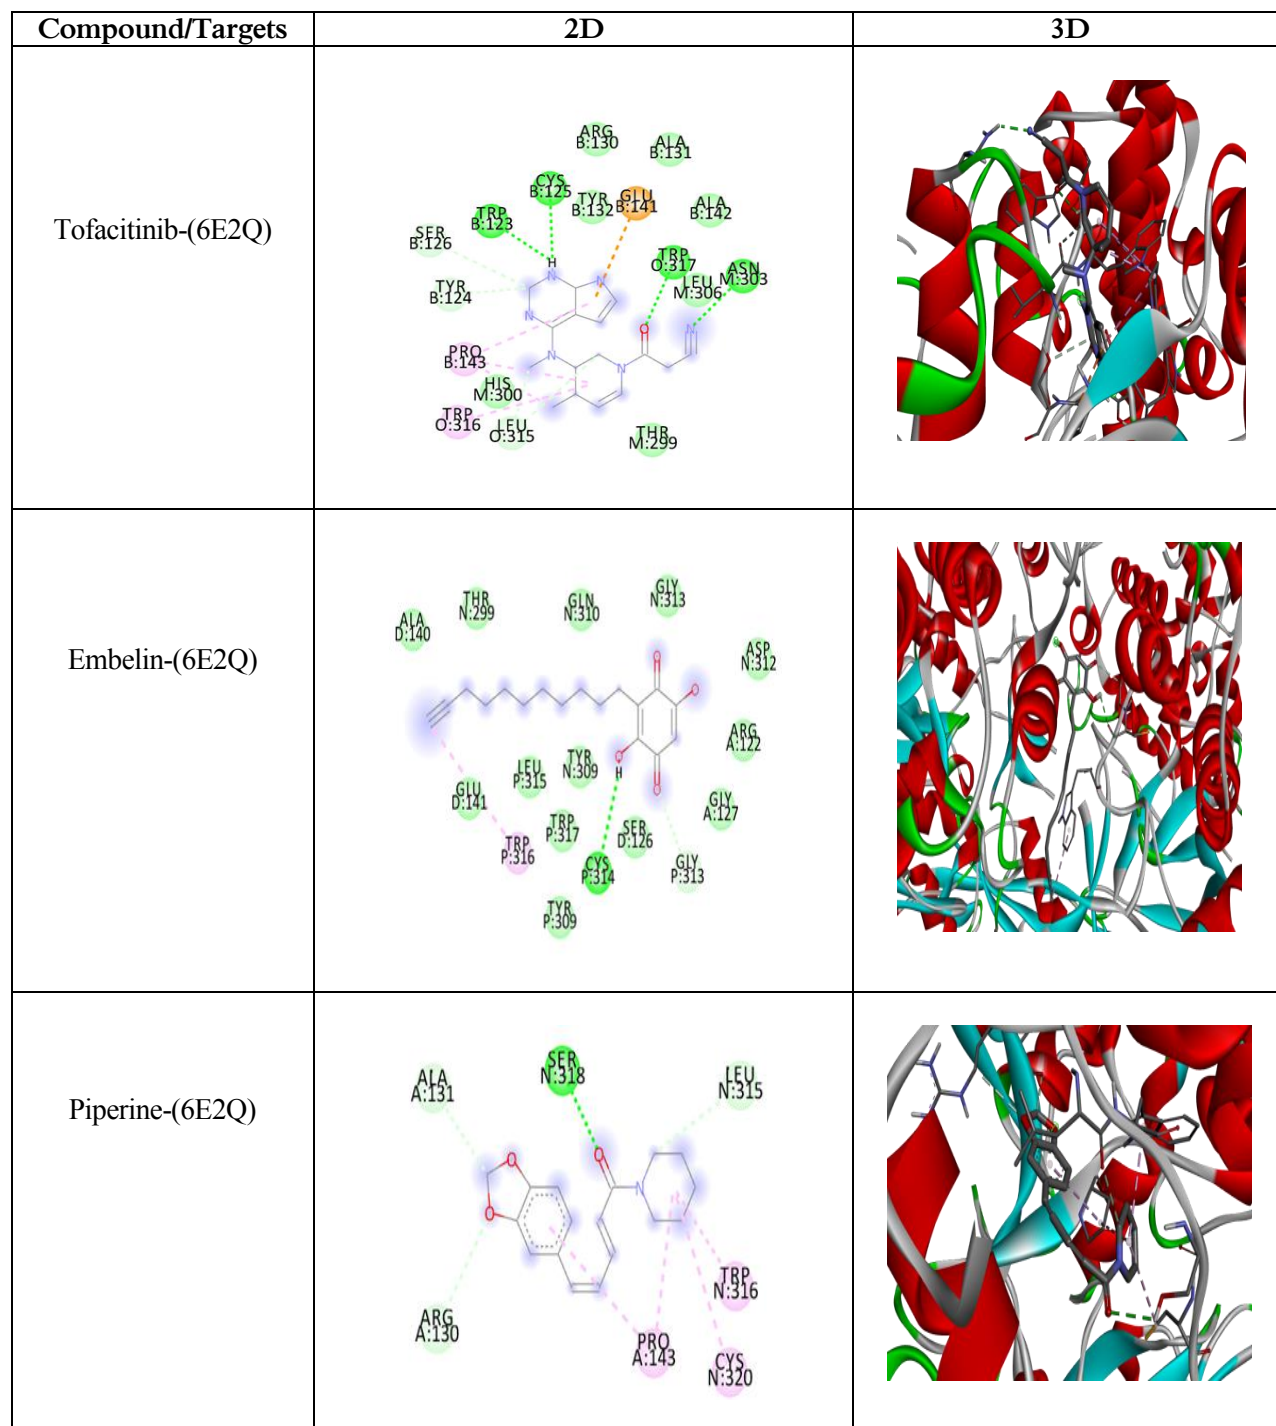 Compound/Targets 2D 3D
Tofacitinib-(6E2Q)
ARG
B:130
ALA
B:131
CYS
B:125
TYR
B:132
GLU
B:141
ALA
B:142
TRP
B:123
SER
B:126
TRP
O:317
LEU
M:306
ASN
M:303
TYR
B:124
PRO
B:143
HIS
M:300
TRP
O:316
LEU
O:315
THR
M:299
H
N
N
N
N
N
N
O
Embelin-(6E2Q)
ALA
D:140
THR
N:299
GLN
N:310
GLY
N:313
ASP
N:312
ARG
A:122
GLY
A:127
LEU
P:315
TYR
N:309
GLU
D:141
TRP
P:317
SER
D:126
TRP
P:316
CYS
P:314
GLY
P:313
TYR
P:309
O
O
O
H
O
Piperine-(6E2Q)
ALA
A:131
SER
N:318
LEU
N:315
TRP
N:316
ARG
A:130
PRO
A:143
CYS
N:320
O
O
O
N